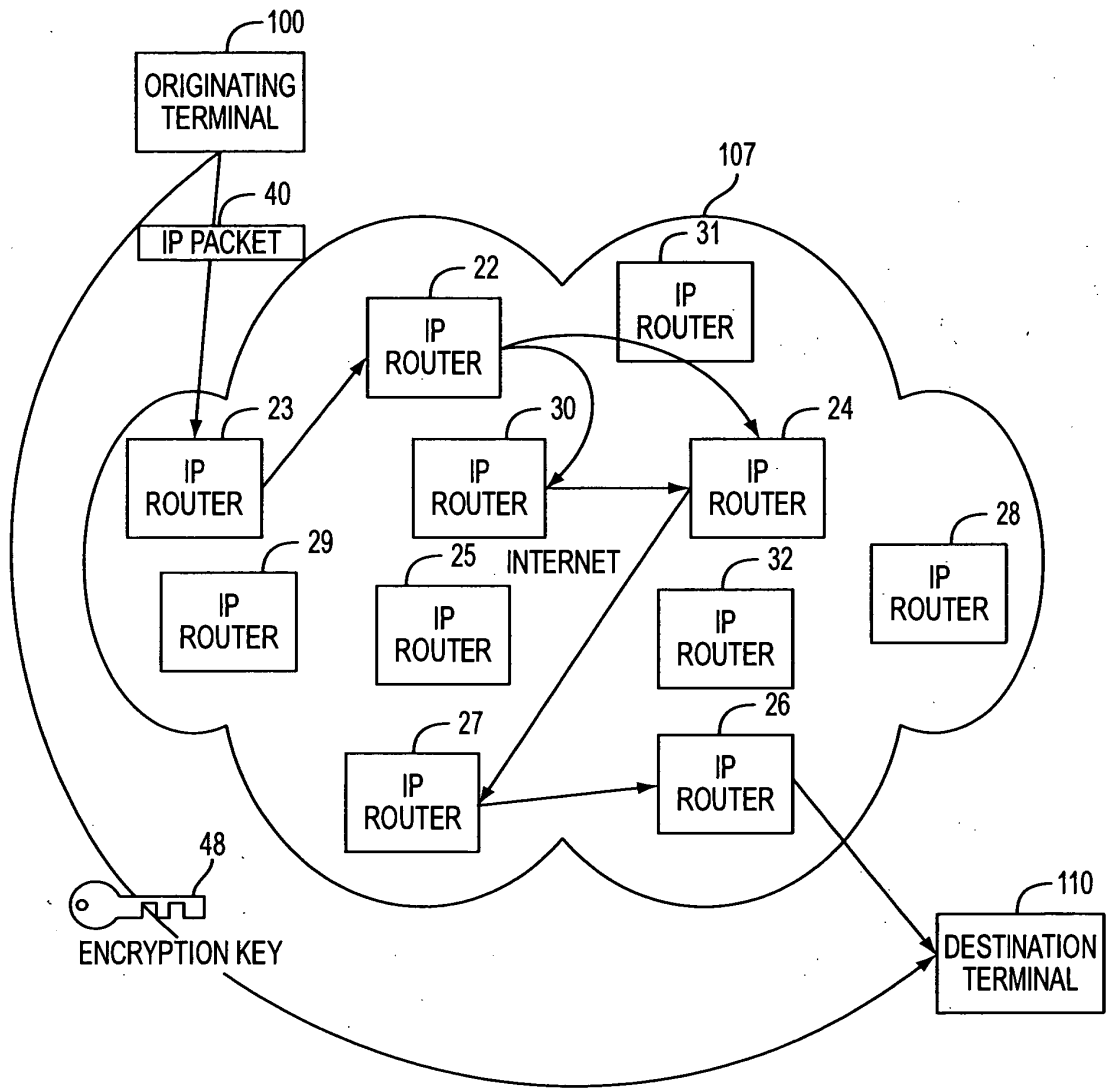 100
ORIGINATING
TERMINAL
40
IP PACKET
107
31
IP
ROUTER
22
IP
ROUTER
23
IP
ROUTER
30
IP
ROUTER
24
IP
ROUTER
INTERNET
29
IP
ROUTER
25
IP
ROUTER
32
IP
ROUTER
28
IP
ROUTER
27
IP
ROUTER
26
IP
ROUTER
48
ENCRYPTION KEY
110
DESTINATION
TERMINAL